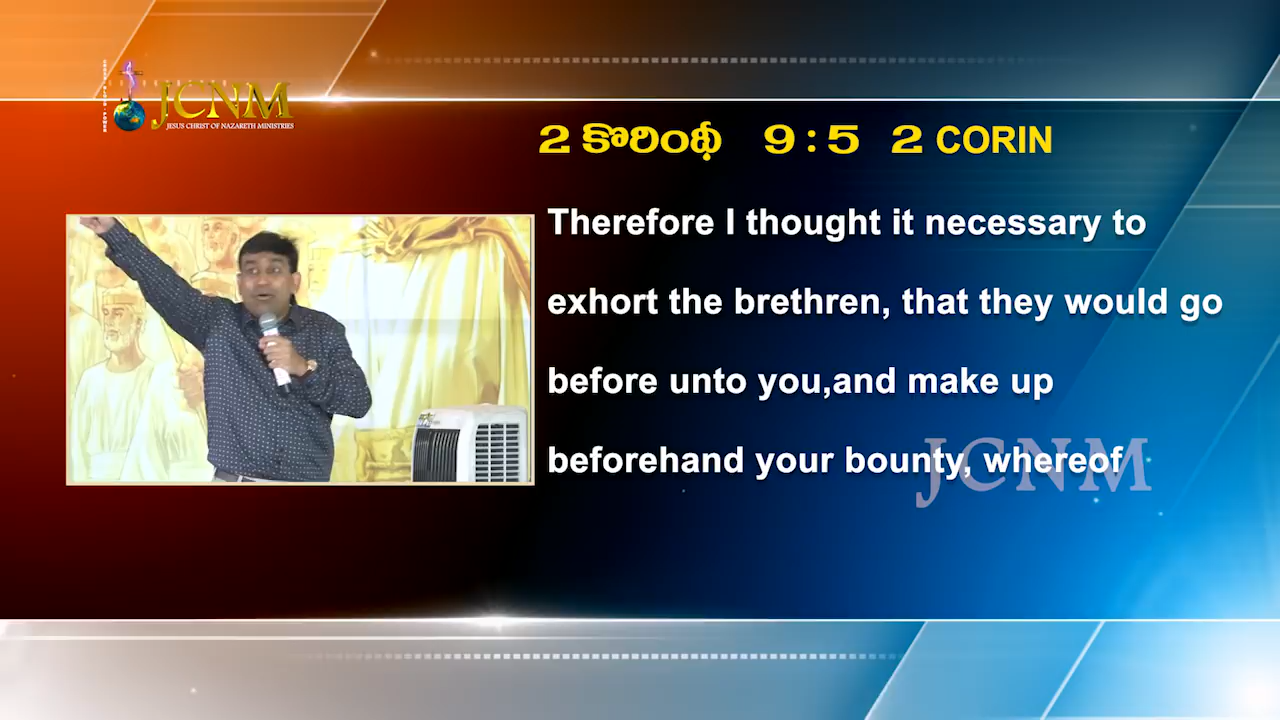 JCNM
JESUS CHRIST OF NAZARETH MINISTRIES
2 కొరింథీ 9 : 5 2 CORIN
Therefore I thought it necessary to
exhort the brethren, that they would go
before unto you,and make up
beforehand your bounty, whereof
JCNM